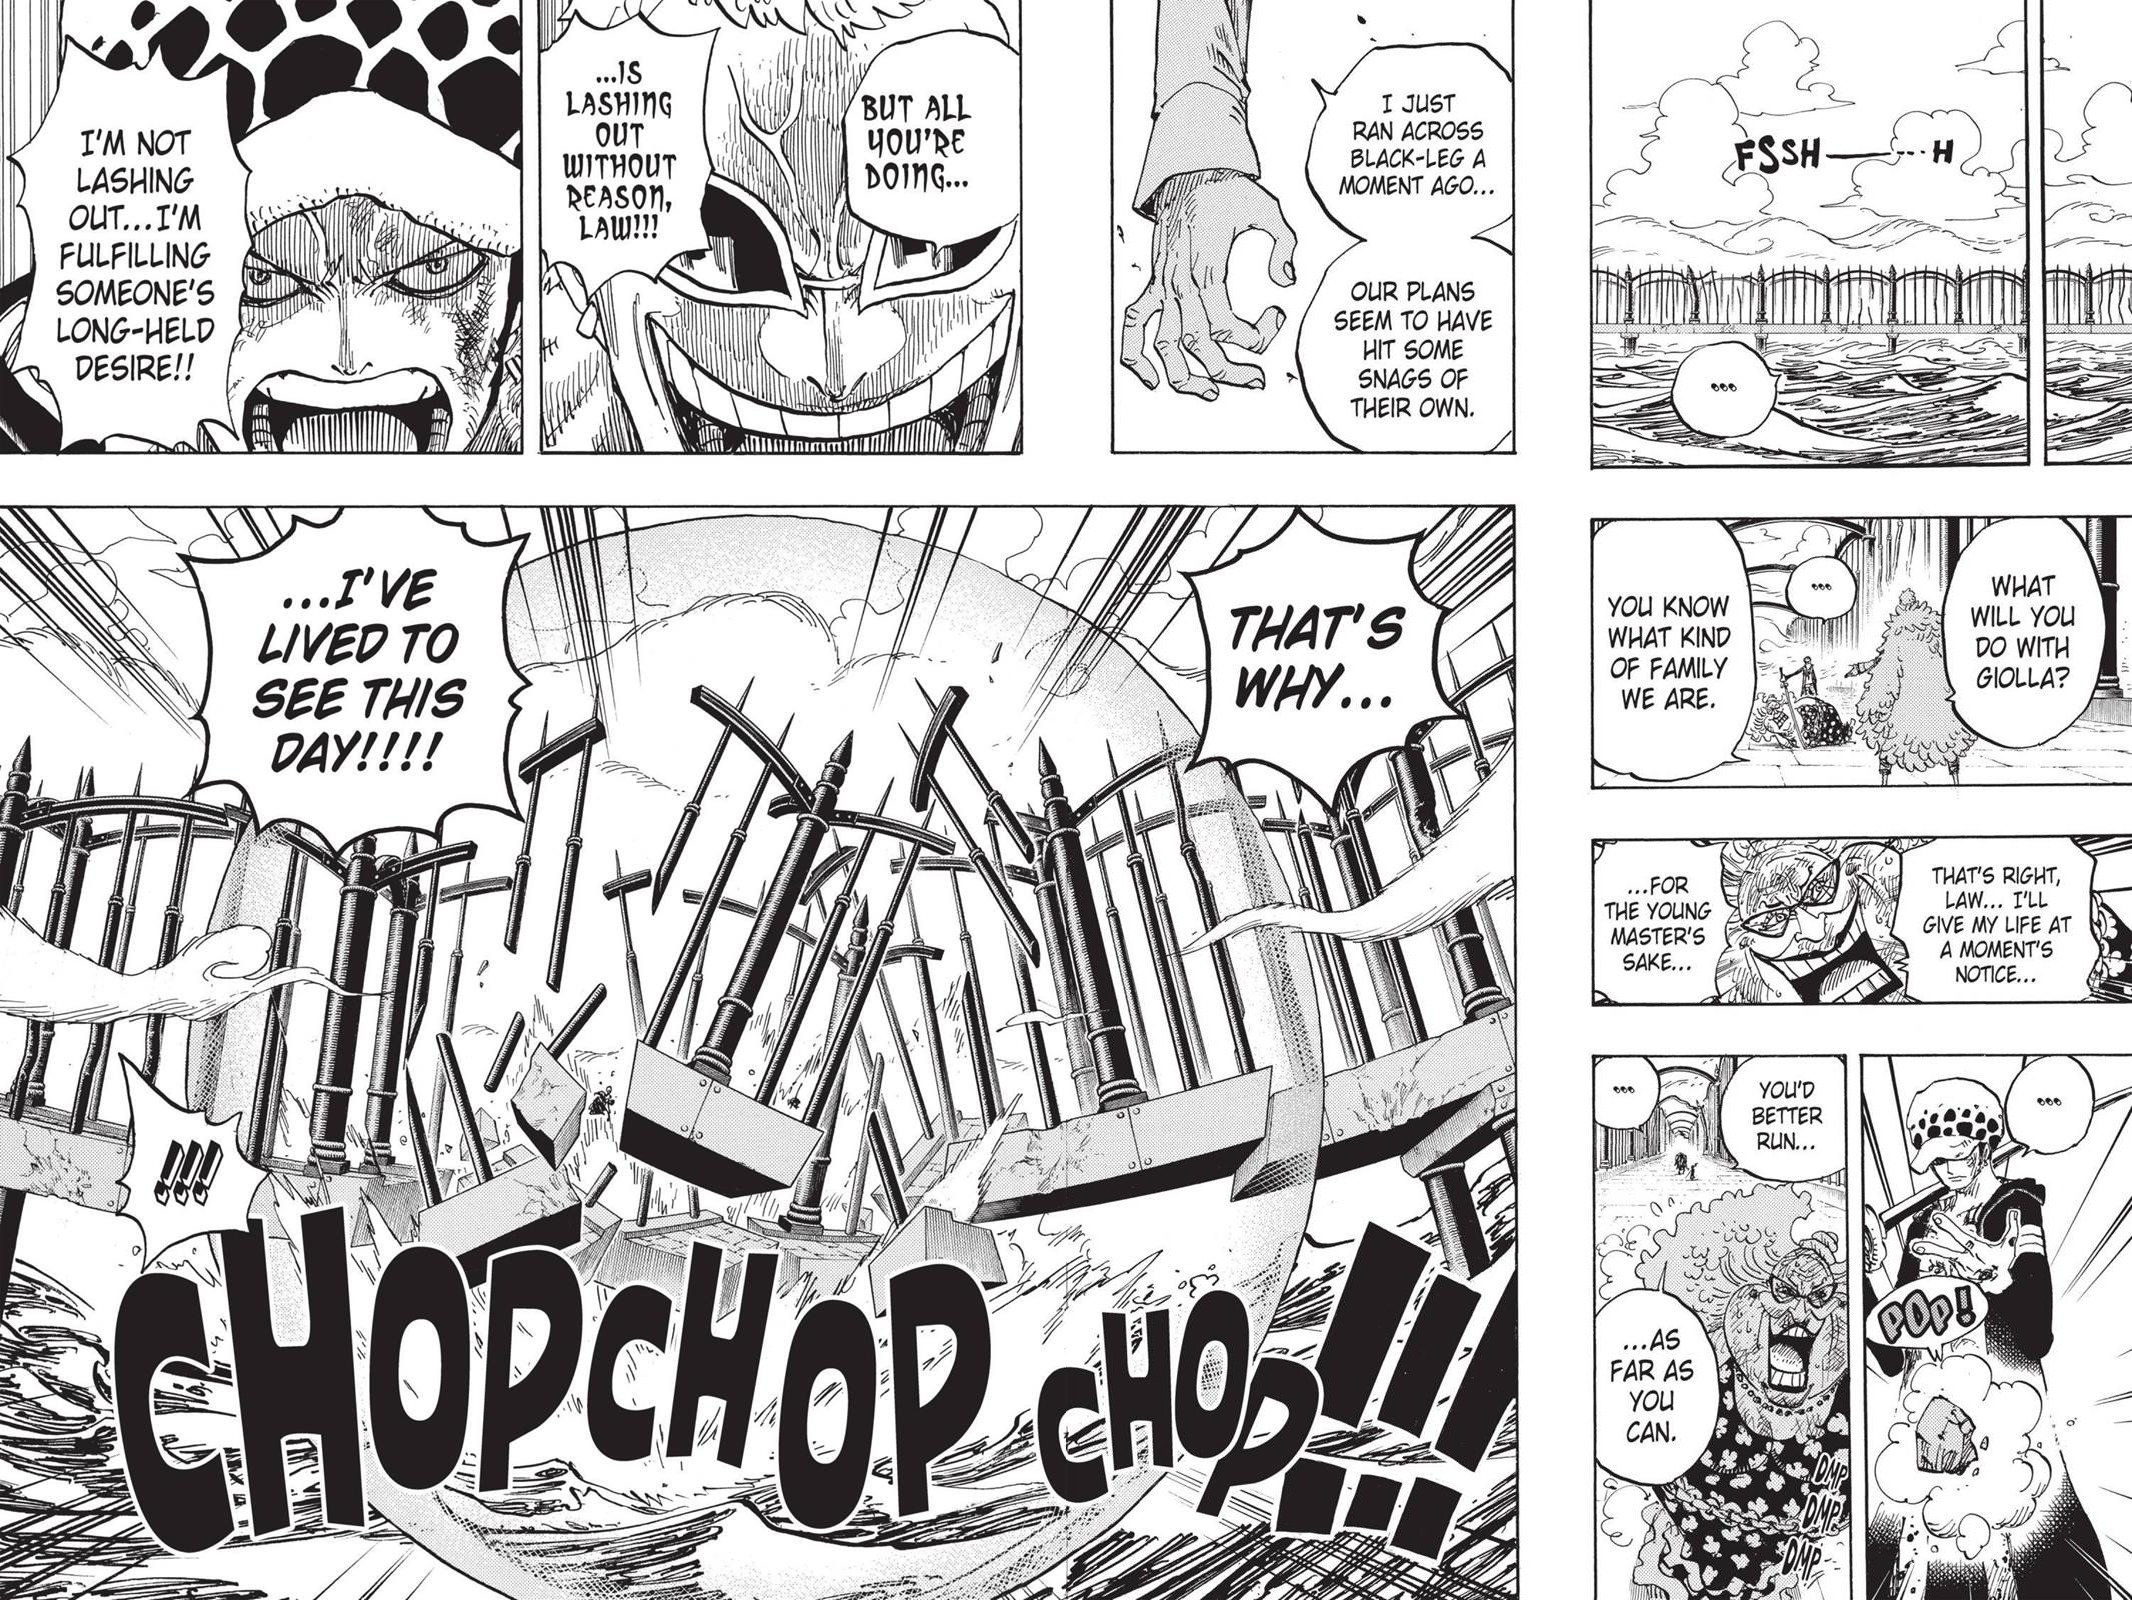 FSSH
H
...
WHAT
WILL YOU
DO WITH
GIOLLA?
...
YOU KNOW
WHAT KIND
OF FAMILY
WE ARE.
THAT'S RIGHT,
LAW... I'LL
GIVE MY LIFE AT
A MOMENT'S
NOTICE...
...FOR
THE YOUNG
MASTER'S
SAKE...
...
POP!
YOU'D
BETTER
RUN...
...
...AS
FAR AS
YOU
CAN.
DMP
DMP
DMP
I JUST
RAN ACROSS
BLACK-LEG A
MOMENT AGO...
OUR PLANS
SEEM TO HAVE
HIT SOME
SNAGS OF
THEIR OWN.
BUT ALL
YOU'RE
DOING...
...IS
LASHING
OUT
WITHOUT
REASON,
LAW!!!
I'M NOT
LASHING
OUT...I'M
FULFILLING
SOMEONE'S
LONG-HELD
DESIRE!!
THAT'S
WHY...
...I'VE
LIVED TO
SEE THIS
DAY!!!!
!!!
CHOPCHOP CHOP!!!